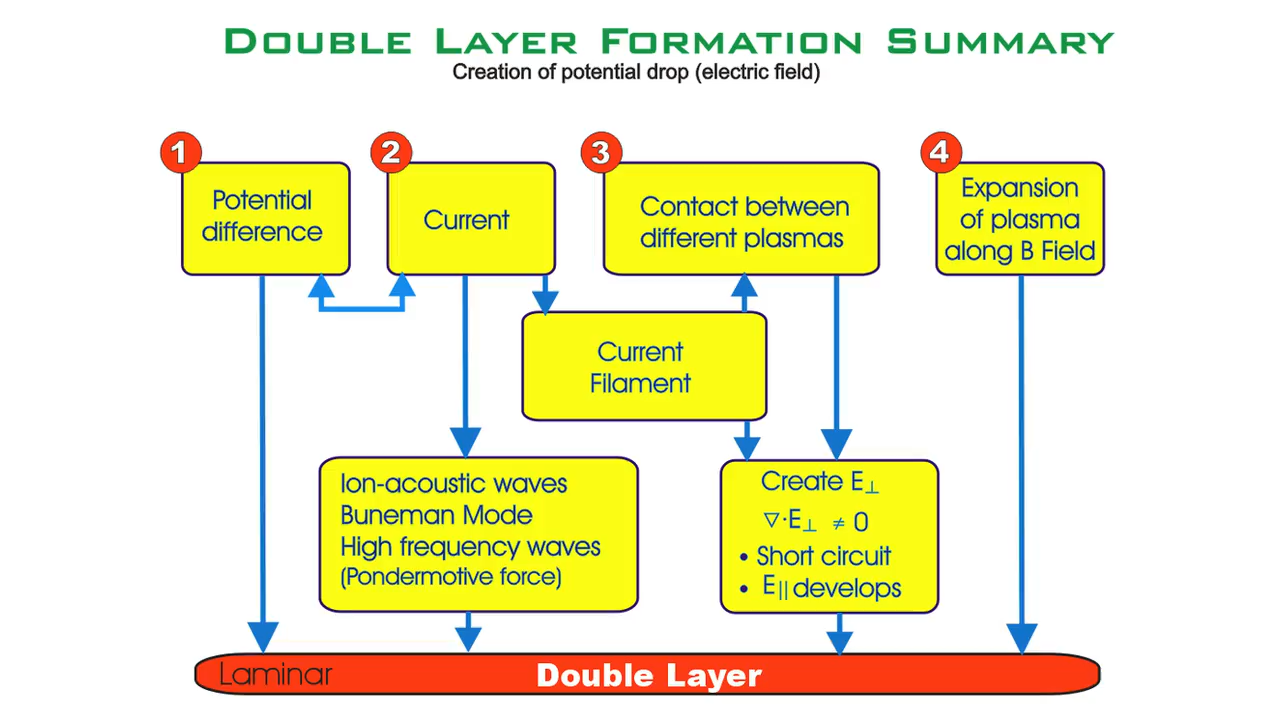 DOUBLE LAYER FORMATION SUMMARY
Creation of potential drop (electric field)
1
Potential
difference
2
Current
3
Contact between
different plasmas
4
Expansion
of plasma
along B Field
Current
Filament
Ion-acoustic waves
Buneman Mode
High frequency waves
(Pondermotive force)
Create E⊥
▽·E⊥ ≠ 0
• Short circuit
• E|| develops
Laminar
Double Layer